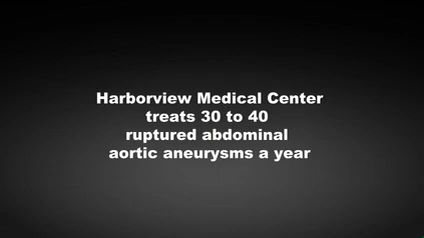 Harborview Medical Center
treats 30 to 40
ruptured abdominal
aortic aneurysms a year